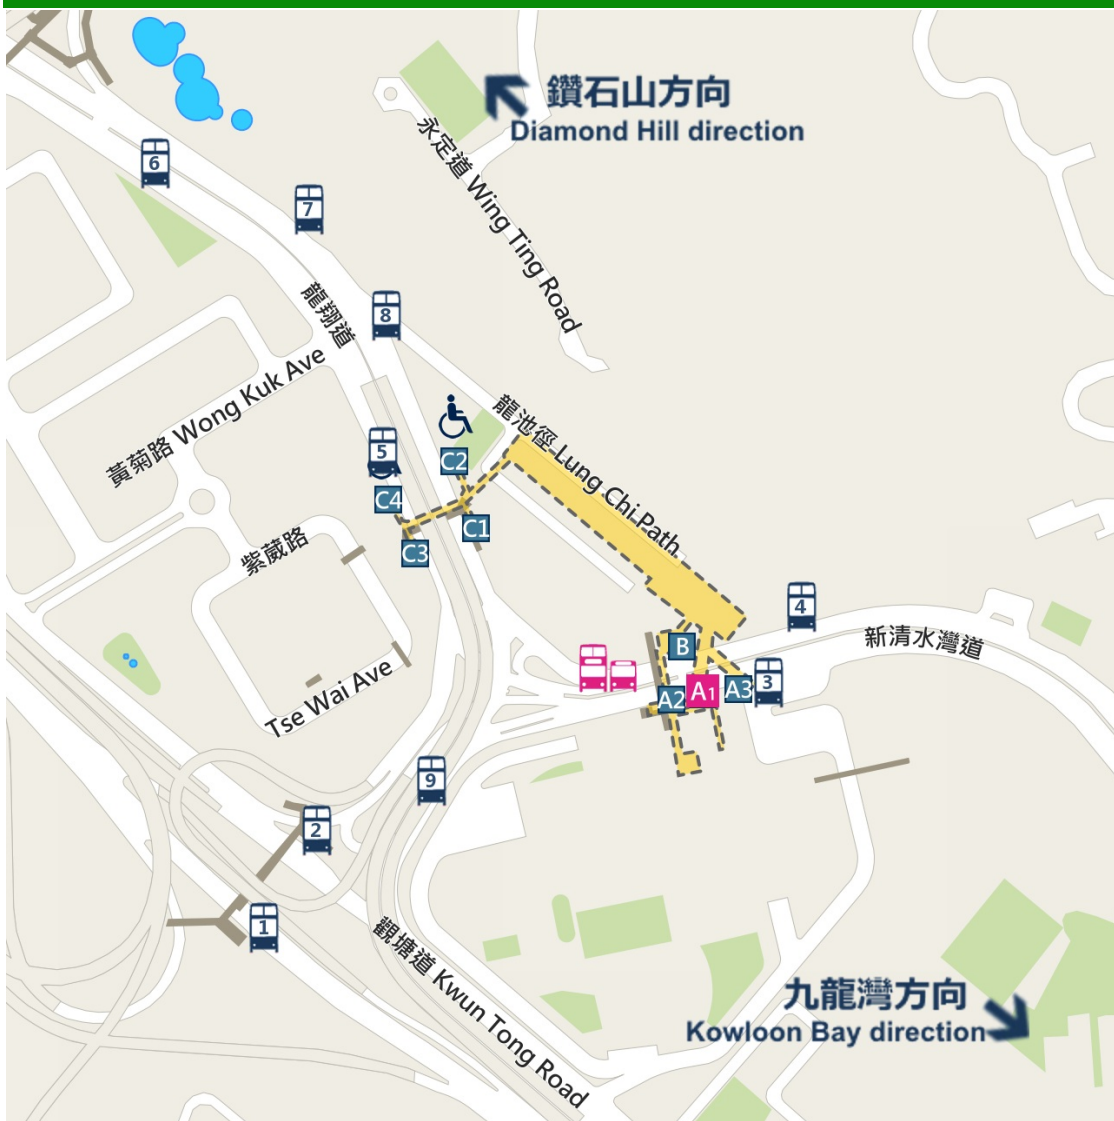 鑽石山方向
Diamond Hill direction
6
永定道 Wing Ting Road
7
龍翔道
8
黃菊路 Wong Kuk Ave
龍池徑 Lung Chi Path
5
C2
C4
C1
C3
紫葳路
4
新清水灣道
B
3
A2
A1
A3
Tse Wai Ave
9
2
1
觀塘道 Kwun Tong Road
九龍灣方向
Kowloon Bay direction